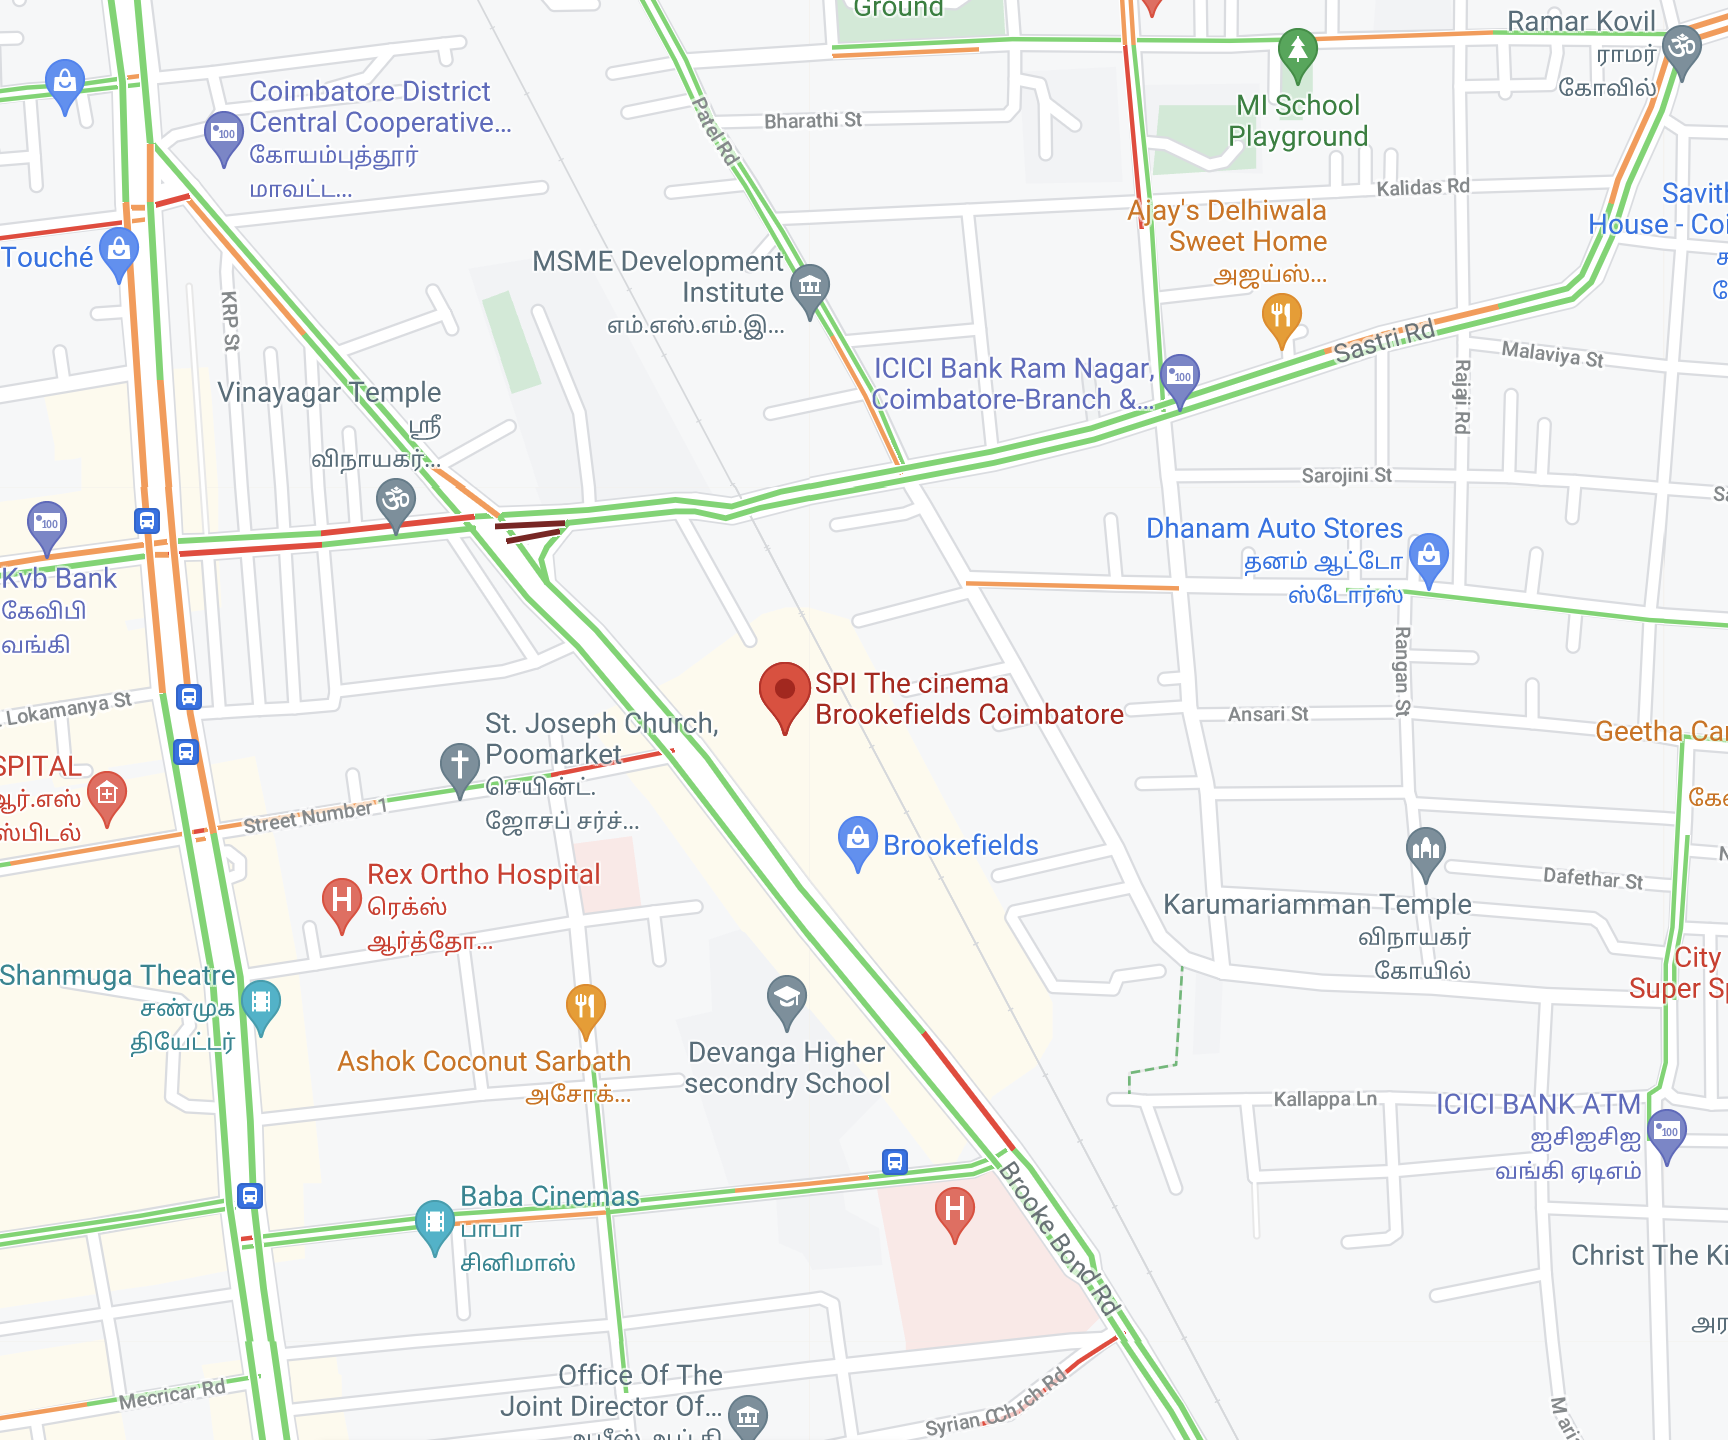 Ground
Ramar Kovil
ராமர்
கோவில்
Coimbatore District
Central Cooperative...
கோயம்புத்தூர்
மாவட்ட...
Patel Rd
Bharathi St
MI School
Playground
Kalidas Rd
Ajay's Delhiwala
Sweet Home
அஜய்ஸ்...
House - Coi
Touché
MSME Development
Institute
எம்.எஸ்.எம்.இ...
KRP St
Sastri Rd
Malaviya St
Rajaji Rd
ICICI Bank Ram Nagar,
Coimbatore-Branch &...
Vinayagar Temple
ஸ்ரீ
விநாயகர்...
Sarojini St
Dhanam Auto Stores
தனம் ஆட்டோ
ஸ்டோர்ஸ்
Kvb Bank
கேவிபி
வங்கி
Rangan St
Lokamanya St
SPI The cinema
Brookefields Coimbatore
Ansari St
Geetha Ca
St. Joseph Church,
Poomarket
செயின்ட்.
ஜோசப் சர்ச்...
SPITAL
ஆர்.எஸ்
ஸ்பிடல்
Street Number 1
Brookefields
Rex Ortho Hospital
ரெக்ஸ்
ஆர்த்தோ...
Dafethar St
Karumariamman Temple
விநாயகர்
கோயில்
City
Super Sp
Shanmuga Theatre
சண்முக
தியேட்டர்
Ashok Coconut Sarbath
அசோக்...
Devanga Higher
secondry School
Kallappa Ln
ICICI BANK ATM
ஐசிஐசிஐ
வங்கி ஏடிஎம்
Baba Cinemas
பாபா
சினிமாஸ்
Brooke Bond Rd
Christ The Ki
Mecricar Rd
Office Of The
Joint Director Of...
Syrian Church Rd